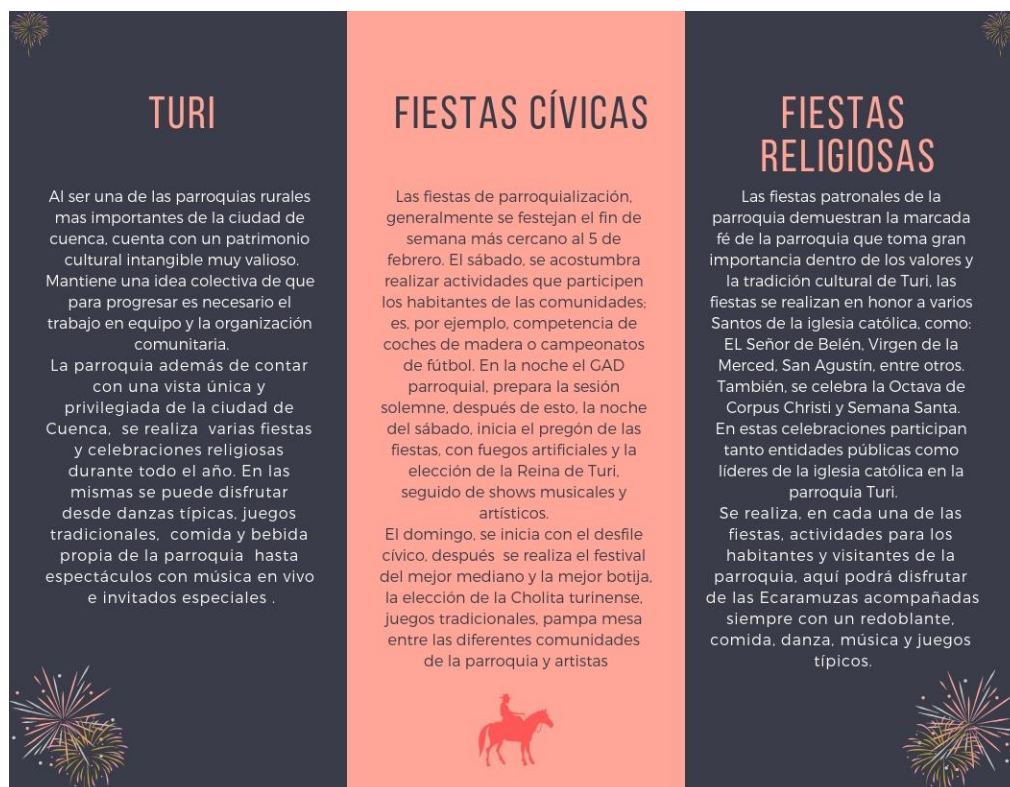 TURI
Al ser una de las parroquias rurales
mas importantes de la ciudad de
cuenca, cuenta con un patrimonio
cultural intangible muy valioso.
Mantiene una idea colectiva de que
para progresar es necesario el
trabajo en equipo y la organización
comunitaria.
La parroquia además de contar
con una vista única y
privilegiada de la ciudad de
Cuenca, se realiza varias fiestas
y celebraciones religiosas
durante todo el año. En las
mismas se puede disfrutar
desde danzas típicas, juegos
tradicionales, comida y bebida
propia de la parroquia hasta
espectáculos con música en vivo
e invitados especiales .
FIESTAS CÍVICAS
Las fiestas de parroquialización,
generalmente se festejan el fin de
semana más cercano al 5 de
febrero. El sábado, se acostumbra
realizar actividades que participen
los habitantes de las comunidades;
es, por ejemplo, competencia de
coches de madera o campeonatos
de fútbol. En la noche el GAD
parroquial, prepara la sesión
solemne, después de esto, la noche
del sábado, inicia el pregón de las
fiestas, con fuegos artificiales y la
elección de la Reina de Turi,
seguido de shows musicales y
artísticos.
El domingo, se inicia con el desfile
cívico, después se realiza el festival
del mejor mediano y la mejor botija,
la elección de la Cholita turinense,
juegos tradicionales, pampa mesa
entre las diferentes comunidades
de la parroquia y artistas
FIESTAS
RELIGIOSAS
Las fiestas patronales de la
parroquia demuestran la marcada
fé de la parroquia que toma gran
importancia dentro de los valores y
la tradición cultural de Turi, las
fiestas se realizan en honor a varios
Santos de la iglesia católica, como:
EL Señor de Belén, Virgen de la
Merced, San Agustín, entre otros.
También, se celebra la Octava de
Corpus Christi y Semana Santa.
En estas celebraciones participan
tanto entidades públicas como
líderes de la iglesia católica en la
parroquia Turi.
Se realiza, en cada una de las
fiestas, actividades para los
habitantes y visitantes de la
parroquia, aquí podrá disfrutar
de las Ecaramuzas acompañadas
siempre con un redoblante,
comida, danza, música y juegos
típicos.